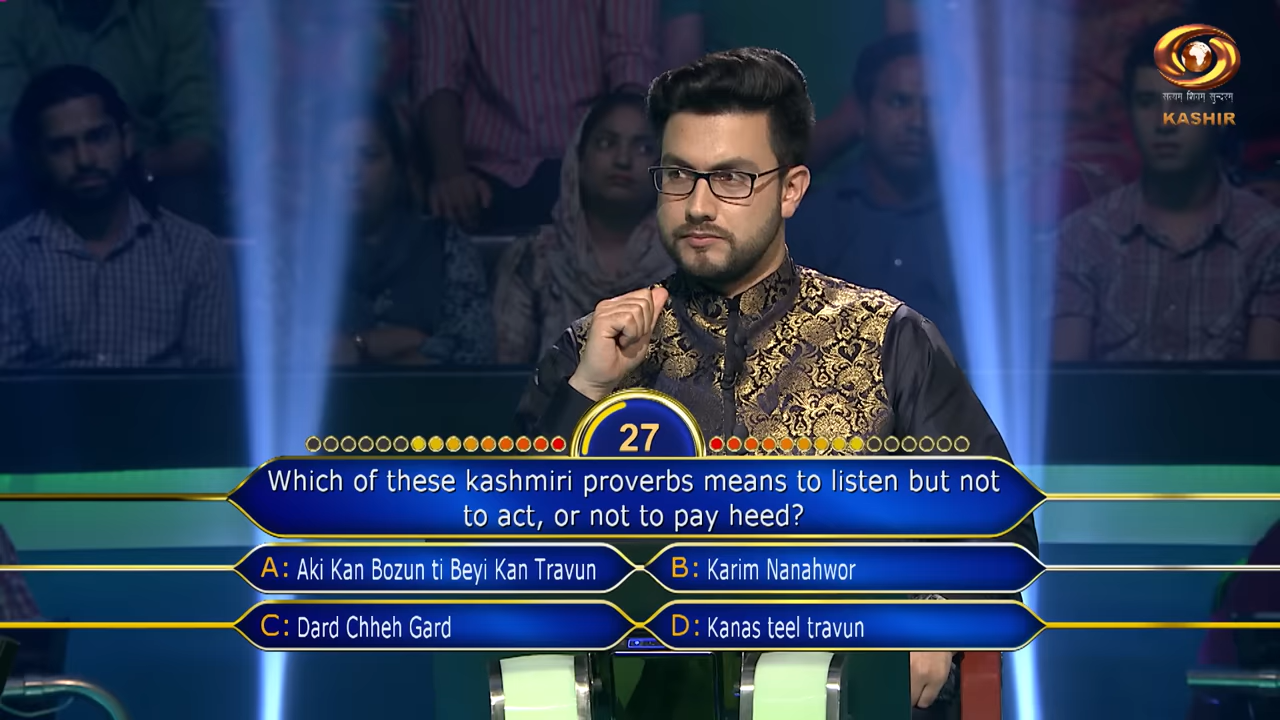 सत्यम शिवम सुन्दरम
KASHIR
27
Which of these kashmiri proverbs means to listen but not
to act, or not to pay heed?
A: Aki Kan Bozun ti Beyi Kan Travun
B: Karim Nanahwor
C: Dard Chheh Gard
D: Kanas teel travun